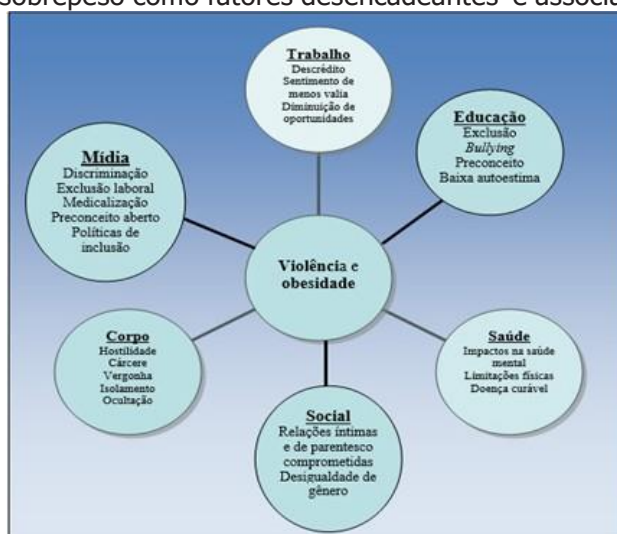 sobrepeso como fatores desencadeantes e associa
Trabalho
Descrédito
Sentimento de
menos valia
Diminuição de
oportunidades
Educação
Exclusão
Bullying
Preconceito
Baixa autoestima
Mídia
Discriminação
Exclusão laboral
Medicalização
Preconceito aberto
Políticas de
inclusão
Violência e
obesidade
Corpo
Hostilidade
Cárcere
Vergonha
Isolamento
Ocultação
Saúde
Impactos na saúde
mental
Limitações físicas
Doença curável
Social
Relações íntimas
e de parentesco
comprometidas
Desigualdade de
gênero